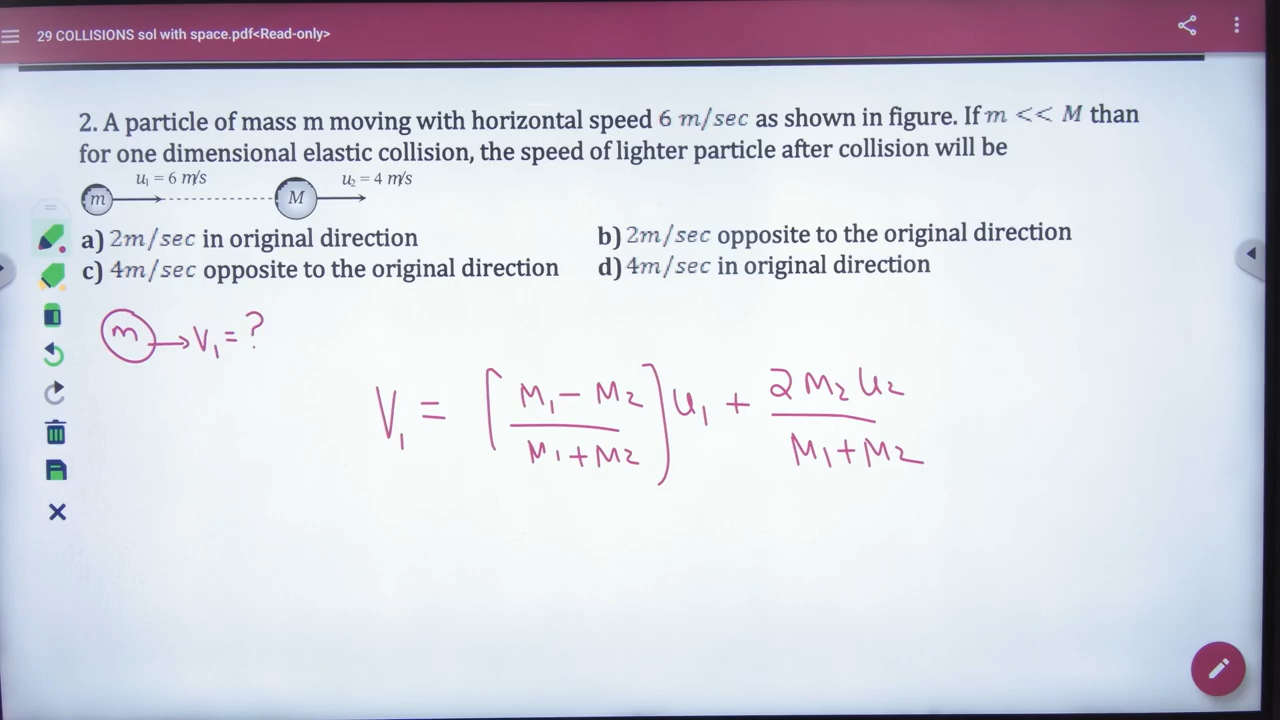 29 COLLISIONS sol with space.pdf<Read-only>
2. A particle of mass m moving with horizontal speed 6 m/sec as shown in figure. If m << M than
for one dimensional elastic collision, the speed of lighter particle after collision will be
u₁ = 6 m/s u₂ = 4 m/s
m M
a) 2m/sec in original direction b) 2m/sec opposite to the original direction
c) 4m/sec opposite to the original direction d) 4m/sec in original direction
m → V₁ = ?
V₁ = [(M₁ - M₂)/(M₁ + M₂)] u₁ + 2M₂u₂/(M₁ + M₂)